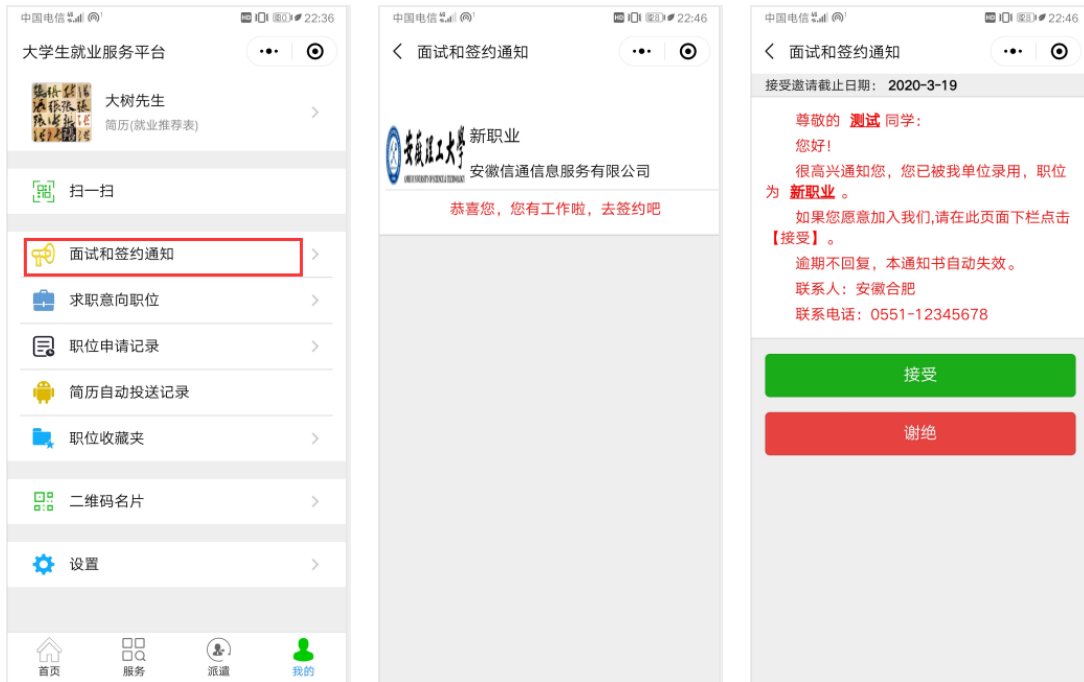 中国电信
HD
80
22:36
大学生就业服务平台
大树先生
简历(就业推荐表)
扫一扫
面试和签约通知
求职意向职位
职位申请记录
简历自动投送记录
职位收藏夹
二维码名片
设置
首页
服务
派遣
我的
中国电信
HD
22:46
面试和签约通知
安徽理工大学
新职业
安徽信通信息服务有限公司
恭喜您，您有工作啦，去签约吧
中国电信
HD
22:46
面试和签约通知
接受邀请截止日期： 2020-3-19
尊敬的 测试 同学：
您好！
很高兴通知您，您已被我单位录用，职位
为 新职业 。
如果您愿意加入我们,请在此页面下栏点击
【接受】。
逾期不回复，本通知书自动失效。
联系人：安徽合肥
联系电话：0551-12345678
接受
谢绝